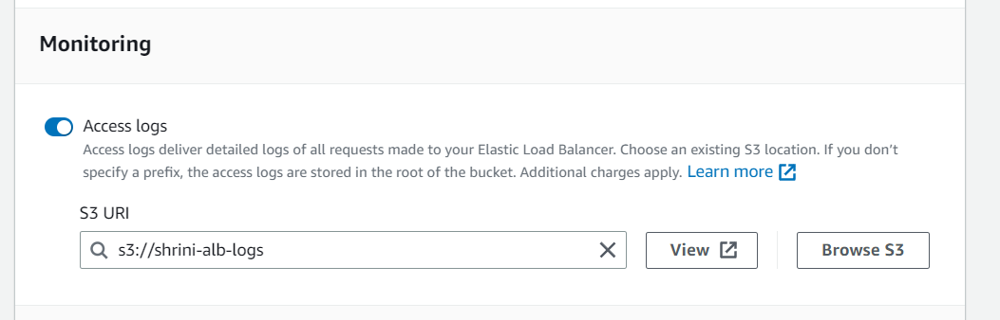 Monitoring
Access logs
Access logs deliver detailed logs of all requests made to your Elastic Load Balancer. Choose an existing S3 location. If you don’t
specify a prefix, the access logs are stored in the root of the bucket. Additional charges apply. Learn more
S3 URI
s3://shrini-alb-logs
View
Browse S3